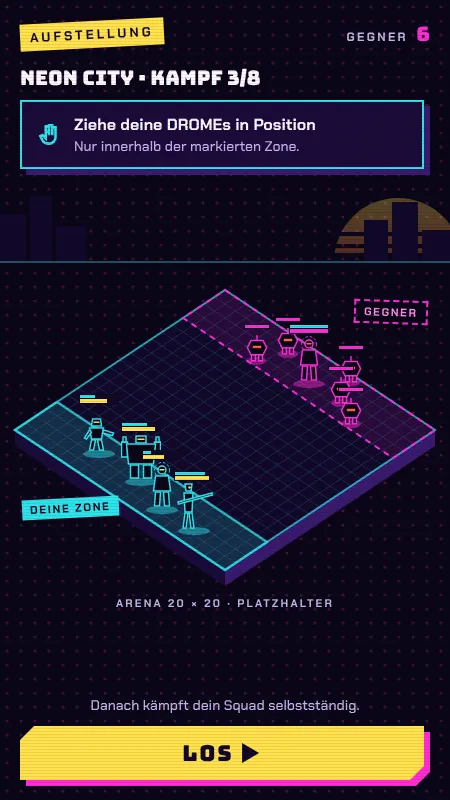 AUFSTELLUNG
GEGNER 6
NEON CITY · KAMPF 3/8
Ziehe deine DROMEs in Position
Nur innerhalb der markierten Zone.
GEGNER
DEINE ZONE
ARENA 20 × 20 · PLATZHALTER
Danach kämpft dein Squad selbstständig.
LOS ▶